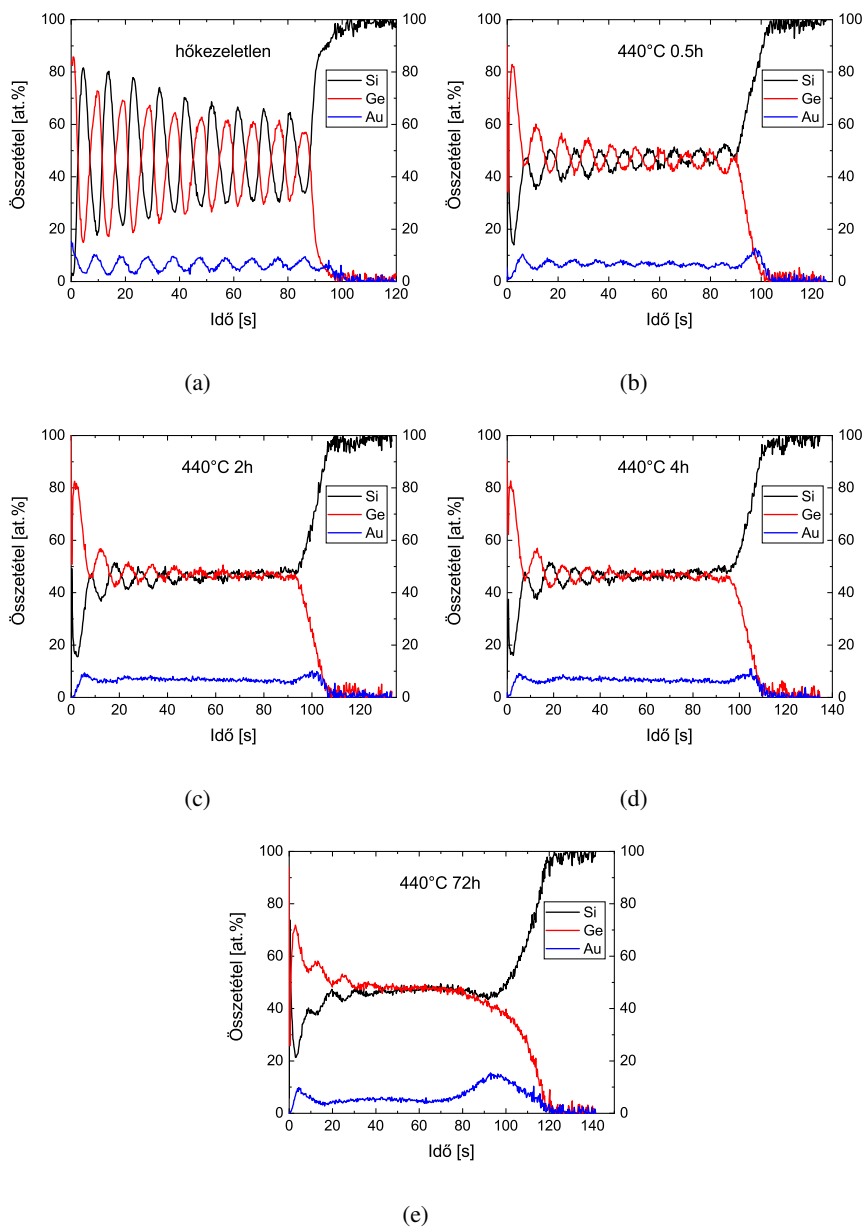 hőkezeletlen
Si
Ge
Au
Összetétel [at.%]
100
80
60
40
20
0
100
80
60
40
20
0
0 20 40 60 80 100 120
Idő [s]
(a)
440°C 0.5h
Si
Ge
Au
Összetétel [at.%]
100
80
60
40
20
0
100
80
60
40
20
0
0 20 40 60 80 100 120
Idő [s]
(b)
440°C 2h
Si
Ge
Au
Összetétel [at.%]
100
80
60
40
20
0
100
80
60
40
20
0
0 20 40 60 80 100 120
Idő [s]
(c)
440°C 4h
Si
Ge
Au
Összetétel [at.%]
100
80
60
40
20
0
100
80
60
40
20
0
0 20 40 60 80 100 120 140
Idő [s]
(d)
440°C 72h
Si
Ge
Au
Összetétel [at.%]
100
80
60
40
20
0
100
80
60
40
20
0
0 20 40 60 80 100 120 140
Idő [s]
(e)